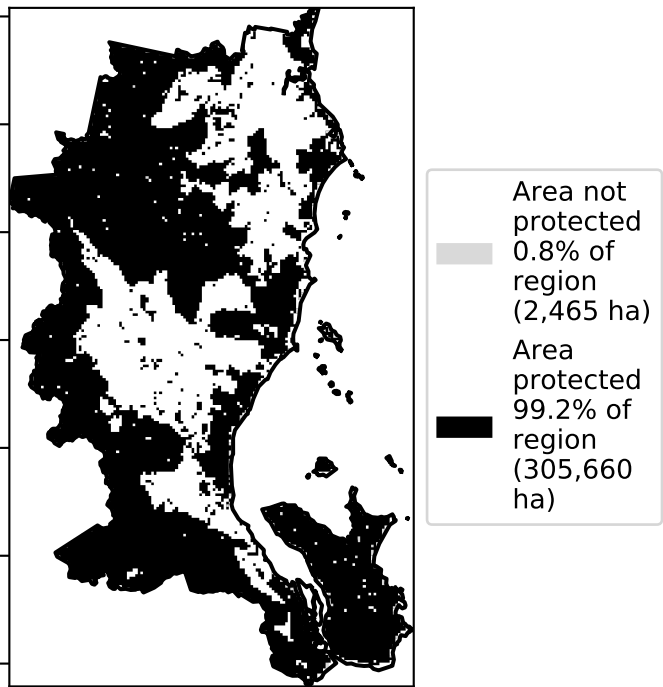 Area not
protected
0.8% of
region
(2,465 ha)
Area
protected
99.2% of
region
(305,660
ha)